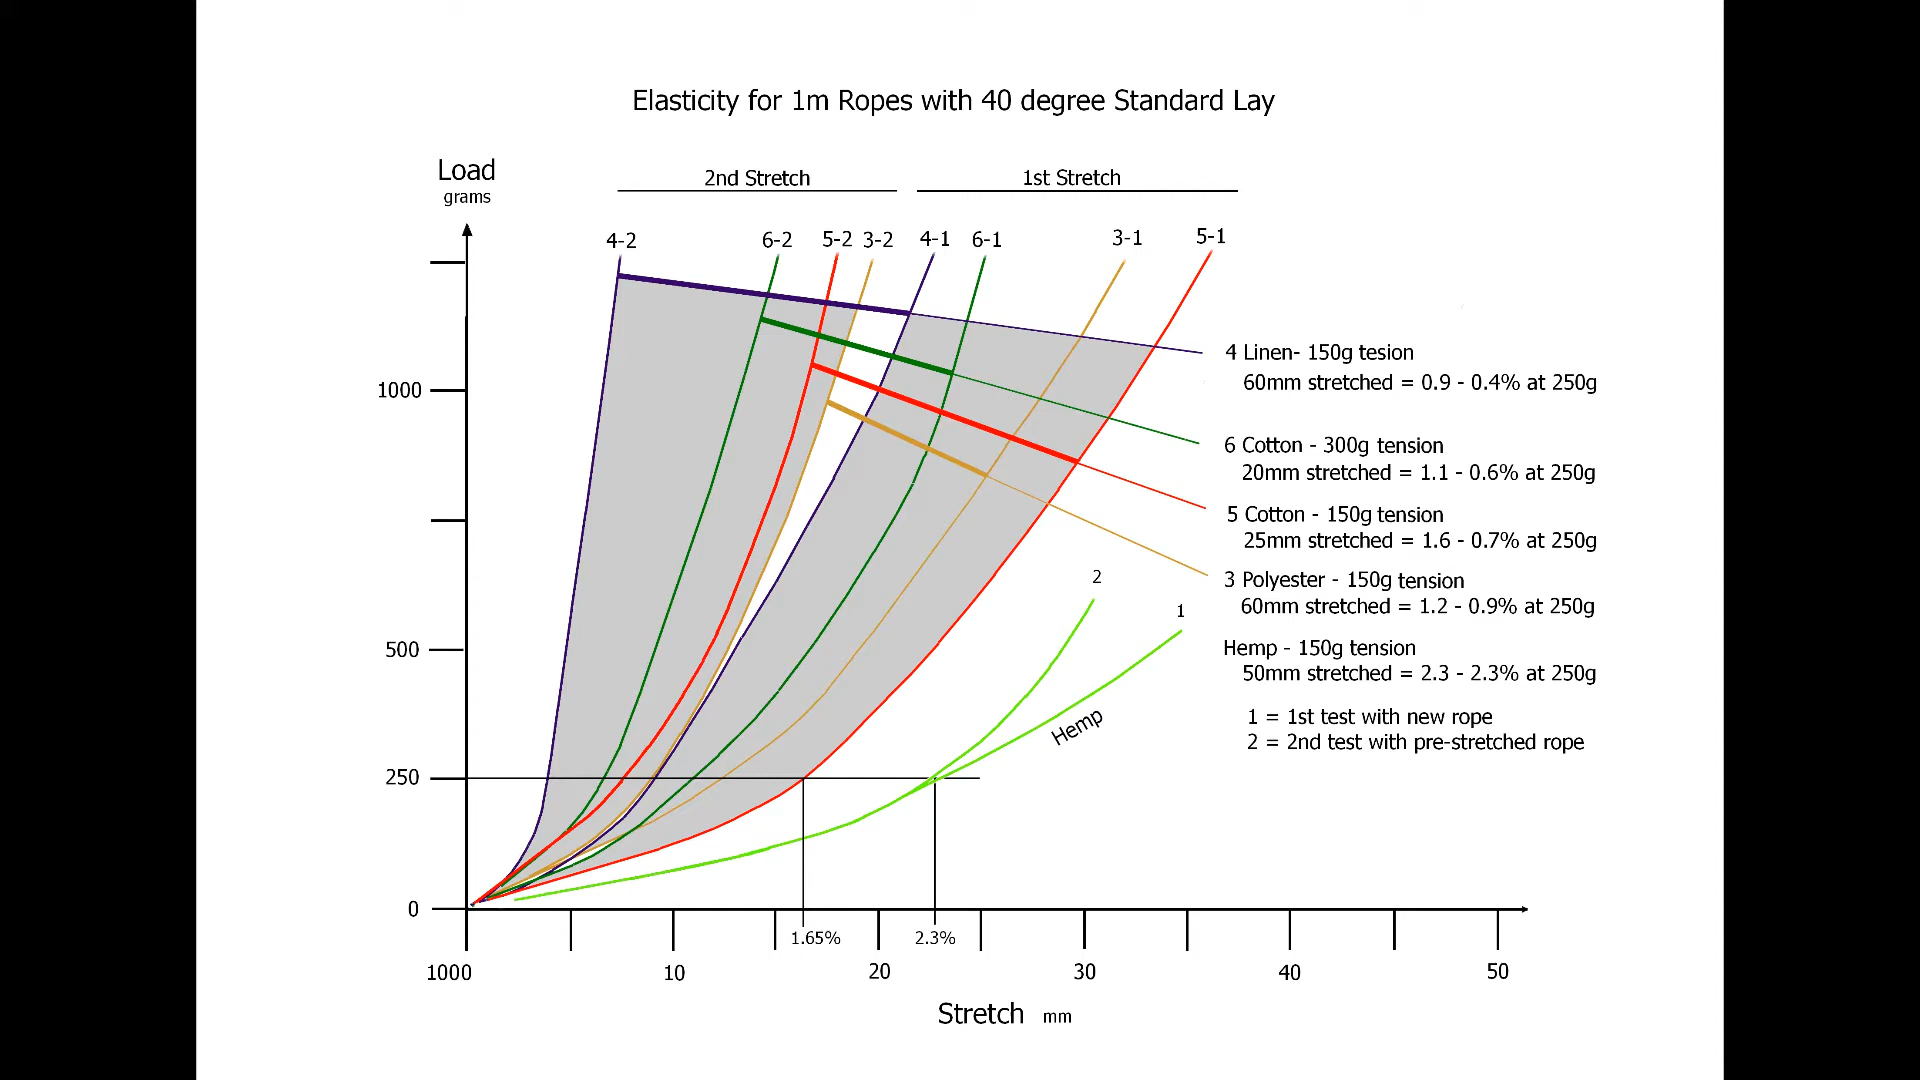 Elasticity for 1m Ropes with 40 degree Standard Lay
Load
grams
2nd Stretch
1st Stretch
4-2
6-2
5-2
3-2
4-1
6-1
3-1
5-1
4 Linen- 150g tesion
60mm stretched = 0.9 - 0.4% at 250g
1000
6 Cotton - 300g tension
20mm stretched = 1.1 - 0.6% at 250g
5 Cotton - 150g tension
25mm stretched = 1.6 - 0.7% at 250g
3 Polyester - 150g tension
60mm stretched = 1.2 - 0.9% at 250g
2
1
500
Hemp - 150g tension
50mm stretched = 2.3 - 2.3% at 250g
1 = 1st test with new rope
2 = 2nd test with pre-stretched rope
Hemp
250
0
1.65%
2.3%
1000
10
20
30
40
50
Stretch mm